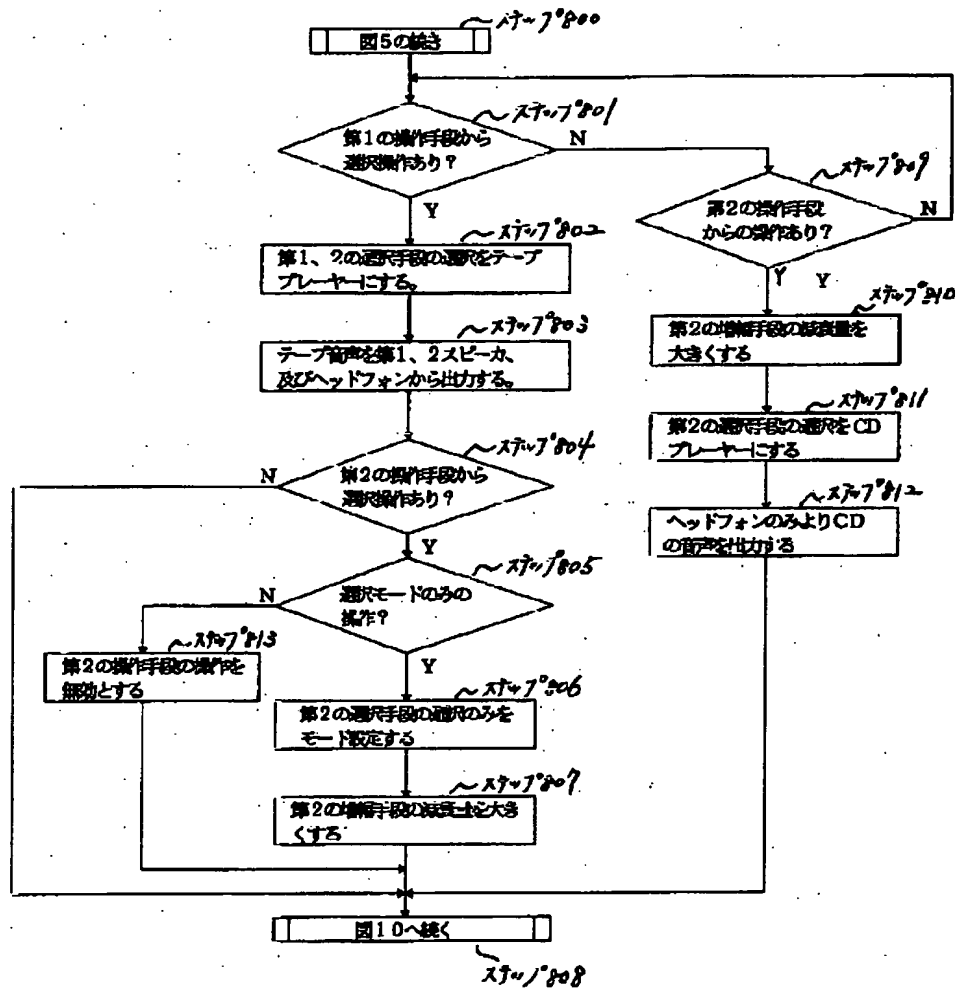 ステップ800
図5の続き
ステップ801
第1の操作手段から
選択操作あり?
N
Y
ステップ809
第2の操作手段
からの操作あり?
N
Y
Y
ステップ802
第1、2の選択手段の選択をテープ
プレーヤーにする。
ステップ810
第2の増幅手段の減衰量を
大きくする
ステップ803
テープ音声を第1、2スピーカ、
及びヘッドフォンから出力する。
ステップ811
第2の選択手段の選択をCD
プレーヤーにする
ステップ804
第2の操作手段から
選択操作あり?
N
Y
ステップ812
ヘッドフォンのみよりCD
の音声を出力する
ステップ805
選択モードのみの
操作?
N
Y
ステップ813
第2の操作手段の操作を
無効とする
ステップ806
第2の選択手段の選択のみを
モード設定する
ステップ807
第2の増幅手段の減衰量を大き
くする
図10へ続く
ステップ808